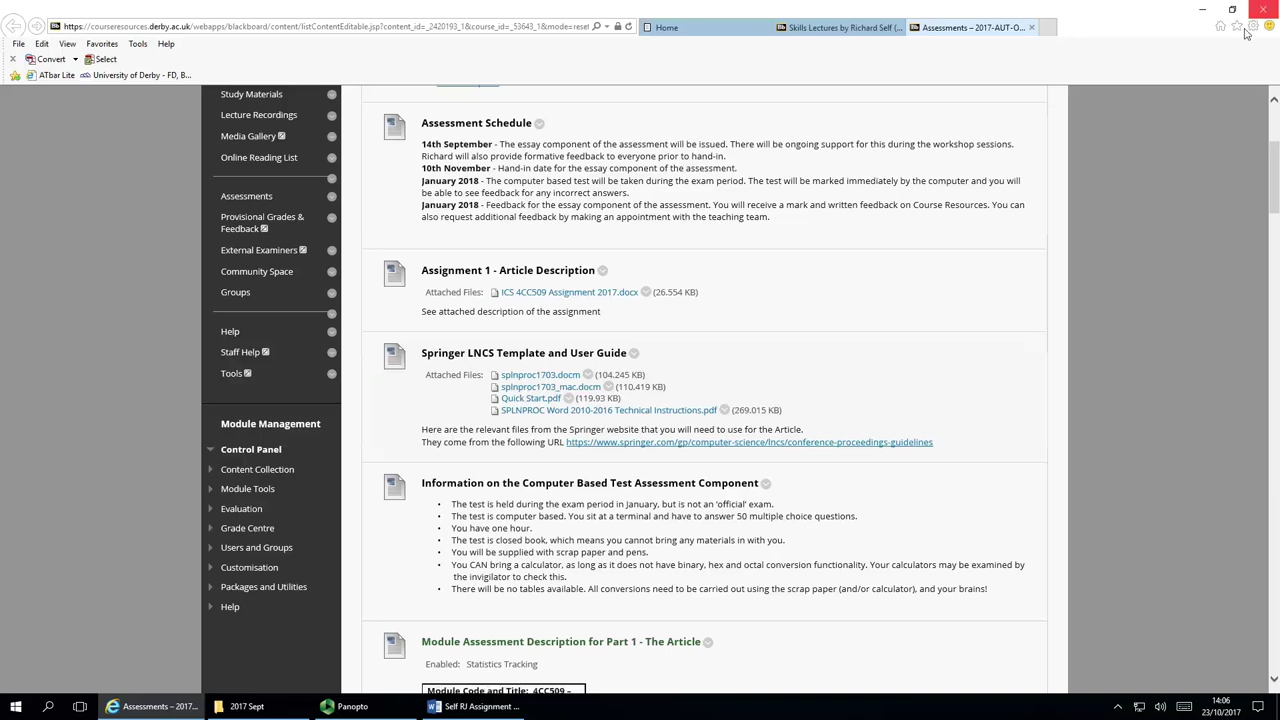 https://courseresources.derby.ac.uk/webapps/blackboard/content/listContentEditable.jsp?content_id=_2420193_1&course_id=_53643_1&mode=reset
Home
Skills Lectures by Richard Self (...
Assessments – 2017-AUT-O...
File Edit View Favorites Tools Help
Convert Select
ATbar Lite University of Derby - FD, B...
Study Materials
Lecture Recordings
Media Gallery
Online Reading List
Assessments
Provisional Grades &
Feedback
External Examiners
Community Space
Groups
Help
Staff Help
Tools
Module Management
Control Panel
Content Collection
Module Tools
Evaluation
Grade Centre
Users and Groups
Customisation
Packages and Utilities
Help
Assessment Schedule
14th September - The essay component of the assessment will be issued. There will be ongoing support for this during the workshop sessions.
Richard will also provide formative feedback to everyone prior to hand-in.
10th November - Hand-in date for the essay component of the assessment.
January 2018 - The computer based test will be taken during the exam period. The test will be marked immediately by the computer and you will
be able to see feedback for any incorrect answers.
January 2018 - Feedback for the essay component of the assessment. You will receive a mark and written feedback on Course Resources. You can
also request additional feedback by making an appointment with the teaching team.
Assignment 1 - Article Description
Attached Files: ICS 4CC509 Assignment 2017.docx (26.554 KB)
See attached description of the assignment
Springer LNCS Template and User Guide
Attached Files: splnproc1703.docm (104.245 KB)
splnproc1703_mac.docm (110.419 KB)
Quick Start.pdf (119.93 KB)
SPLNPROC Word 2010-2016 Technical Instructions.pdf (269.015 KB)
Here are the relevant files from the Springer website that you will need to use for the Article.
They come from the following URL https://www.springer.com/gp/computer-science/lncs/conference-proceedings-guidelines
Information on the Computer Based Test Assessment Component
• The test is held during the exam period in January, but is not an 'official' exam.
• The test is computer based. You sit at a terminal and have to answer 50 multiple choice questions.
• You have one hour.
• The test is closed book, which means you cannot bring any materials in with you.
• You will be supplied with scrap paper and pens.
• You CAN bring a calculator, as long as it does not have binary, hex and octal conversion functionality. Your calculators may be examined by
the invigilator to check this.
• There will be no tables available. All conversions need to be carried out using the scrap paper (and/or calculator), and your brains!
Module Assessment Description for Part 1 - The Article
Enabled: Statistics Tracking
Module Code and Title: 4CC509 –
Assessments – 2017...
2017 Sept
Panopto
Self RJ Assignment ...
14:06
23/10/2017